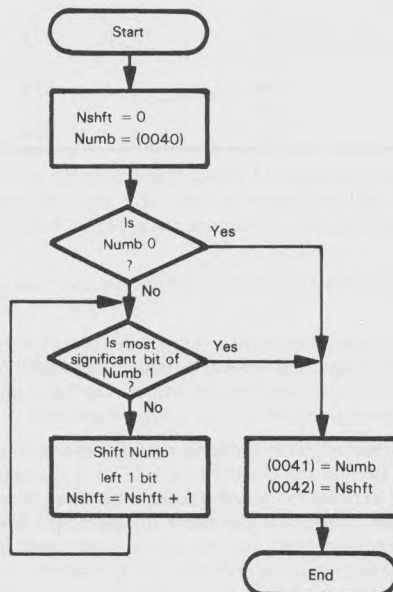 Start
Nshft = 0
Numb = (0040)
Is
Numb 0
?
Yes
No
Is most
significant bit of
Numb 1
?
Yes
No
Shift Numb
left 1 bit
Nshft = Nshft + 1
(0041) = Numb
(0042) = Nshft
End